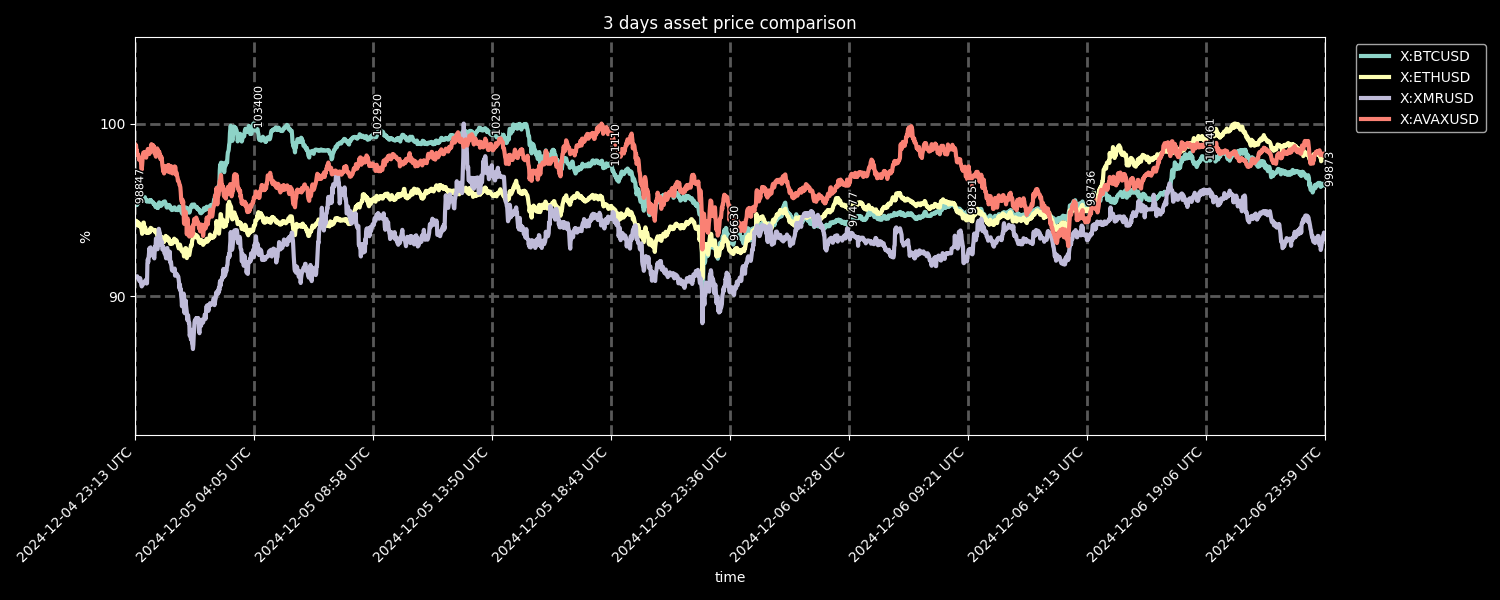 3 days asset price comparison
X:BTCUSD
X:ETHUSD
X:XMRUSD
X:AVAXUSD
100
90
%
98847
103400
102920
102950
101110
96630
97477
98251
98736
101461
99873
2024-12-04 23:13 UTC
2024-12-05 04:05 UTC
2024-12-05 08:58 UTC
2024-12-05 13:50 UTC
2024-12-05 18:43 UTC
2024-12-05 23:36 UTC
2024-12-06 04:28 UTC
2024-12-06 09:21 UTC
2024-12-06 14:13 UTC
2024-12-06 19:06 UTC
2024-12-06 23:59 UTC
time